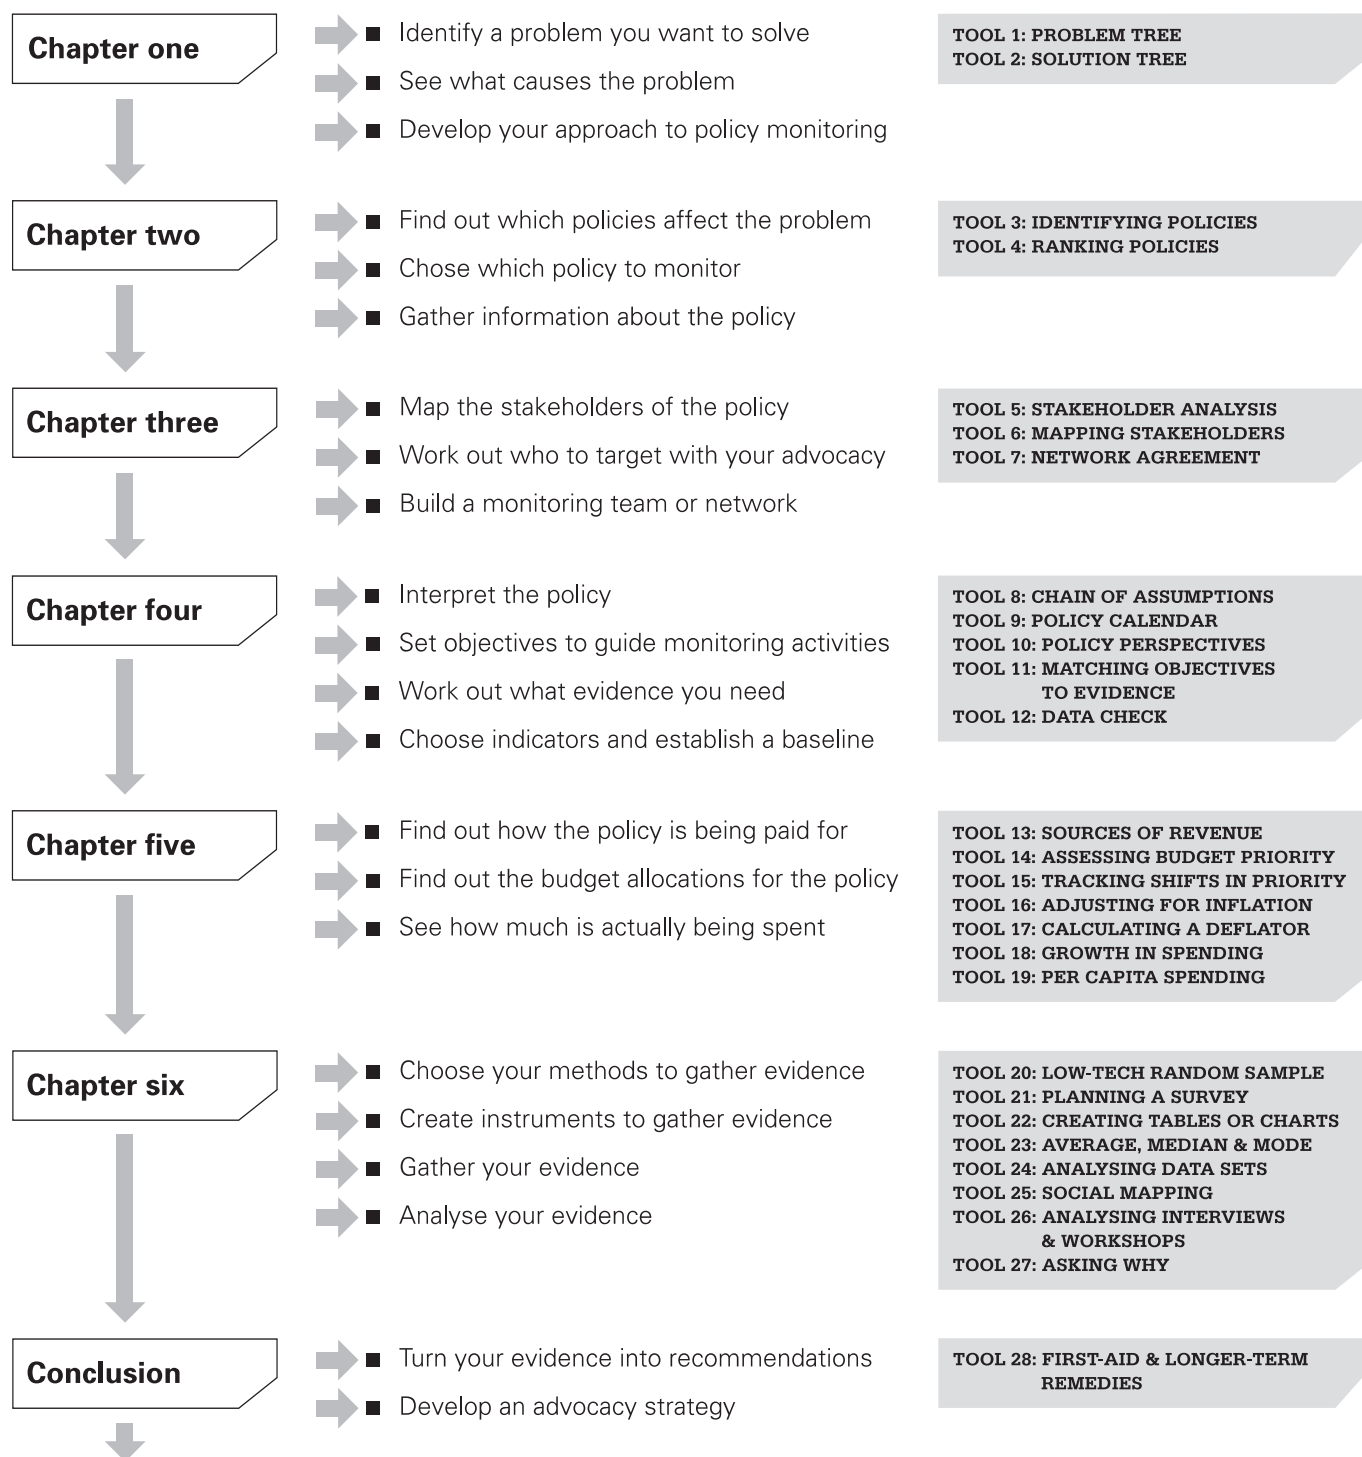 Chapter one
Identify a problem you want to solve
See what causes the problem
Develop your approach to policy monitoring
TOOL 1: PROBLEM TREE
TOOL 2: SOLUTION TREE
Chapter two
Find out which policies affect the problem
Chose which policy to monitor
Gather information about the policy
TOOL 3: IDENTIFYING POLICIES
TOOL 4: RANKING POLICIES
Chapter three
Map the stakeholders of the policy
Work out who to target with your advocacy
Build a monitoring team or network
TOOL 5: STAKEHOLDER ANALYSIS
TOOL 6: MAPPING STAKEHOLDERS
TOOL 7: NETWORK AGREEMENT
Chapter four
Interpret the policy
Set objectives to guide monitoring activities
Work out what evidence you need
Choose indicators and establish a baseline
TOOL 8: CHAIN OF ASSUMPTIONS
TOOL 9: POLICY CALENDAR
TOOL 10: POLICY PERSPECTIVES
TOOL 11: MATCHING OBJECTIVES
TO EVIDENCE
TOOL 12: DATA CHECK
Chapter five
Find out how the policy is being paid for
Find out the budget allocations for the policy
See how much is actually being spent
TOOL 13: SOURCES OF REVENUE
TOOL 14: ASSESSING BUDGET PRIORITY
TOOL 15: TRACKING SHIFTS IN PRIORITY
TOOL 16: ADJUSTING FOR INFLATION
TOOL 17: CALCULATING A DEFLATOR
TOOL 18: GROWTH IN SPENDING
TOOL 19: PER CAPITA SPENDING
Chapter six
Choose your methods to gather evidence
Create instruments to gather evidence
Gather your evidence
Analyse your evidence
TOOL 20: LOW-TECH RANDOM SAMPLE
TOOL 21: PLANNING A SURVEY
TOOL 22: CREATING TABLES OR CHARTS
TOOL 23: AVERAGE, MEDIAN & MODE
TOOL 24: ANALYSING DATA SETS
TOOL 25: SOCIAL MAPPING
TOOL 26: ANALYSING INTERVIEWS
& WORKSHOPS
TOOL 27: ASKING WHY
Conclusion
Turn your evidence into recommendations
Develop an advocacy strategy
TOOL 28: FIRST-AID & LONGER-TERM
REMEDIES